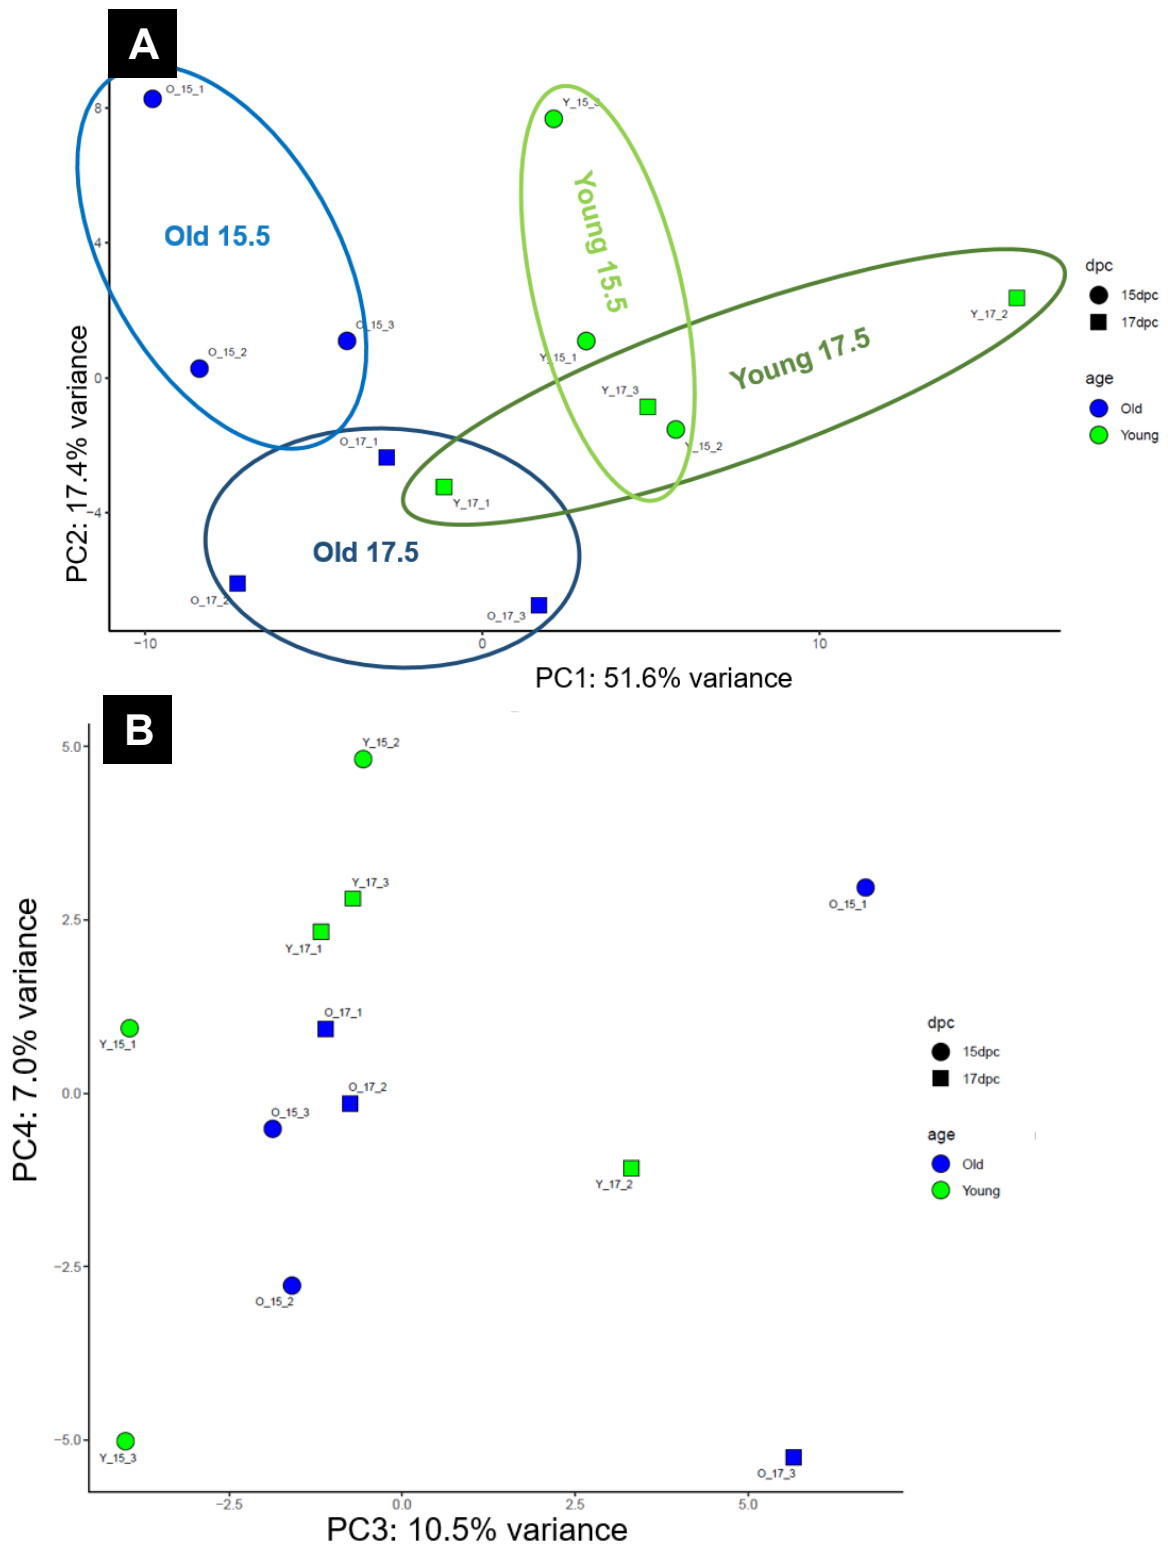 A
O_15_1
Y_15_3
8
Old 15.5
Young 15.5
4
dpc
15dpc
17dpc
Y_17_2
O_15_3
O_15_2
Y_15_1
Young 17.5
0
age
Old
Young
Y_17_3
O_17_1
Y_15_2
Y_17_1
−4
Old 17.5
O_17_2
O_17_3
PC2: 17.4% variance
−10
0
10
PC1: 51.6% variance
B
Y_15_2
5.0
Y_17_3
O_15_1
2.5
Y_17_1
O_17_1
Y_15_1
dpc
15dpc
17dpc
O_17_2
0.0
O_15_3
age
Old
Young
Y_17_2
−2.5
O_15_2
−5.0
Y_15_3
O_17_3
PC4: 7.0% variance
−2.5
0.0
2.5
5.0
PC3: 10.5% variance